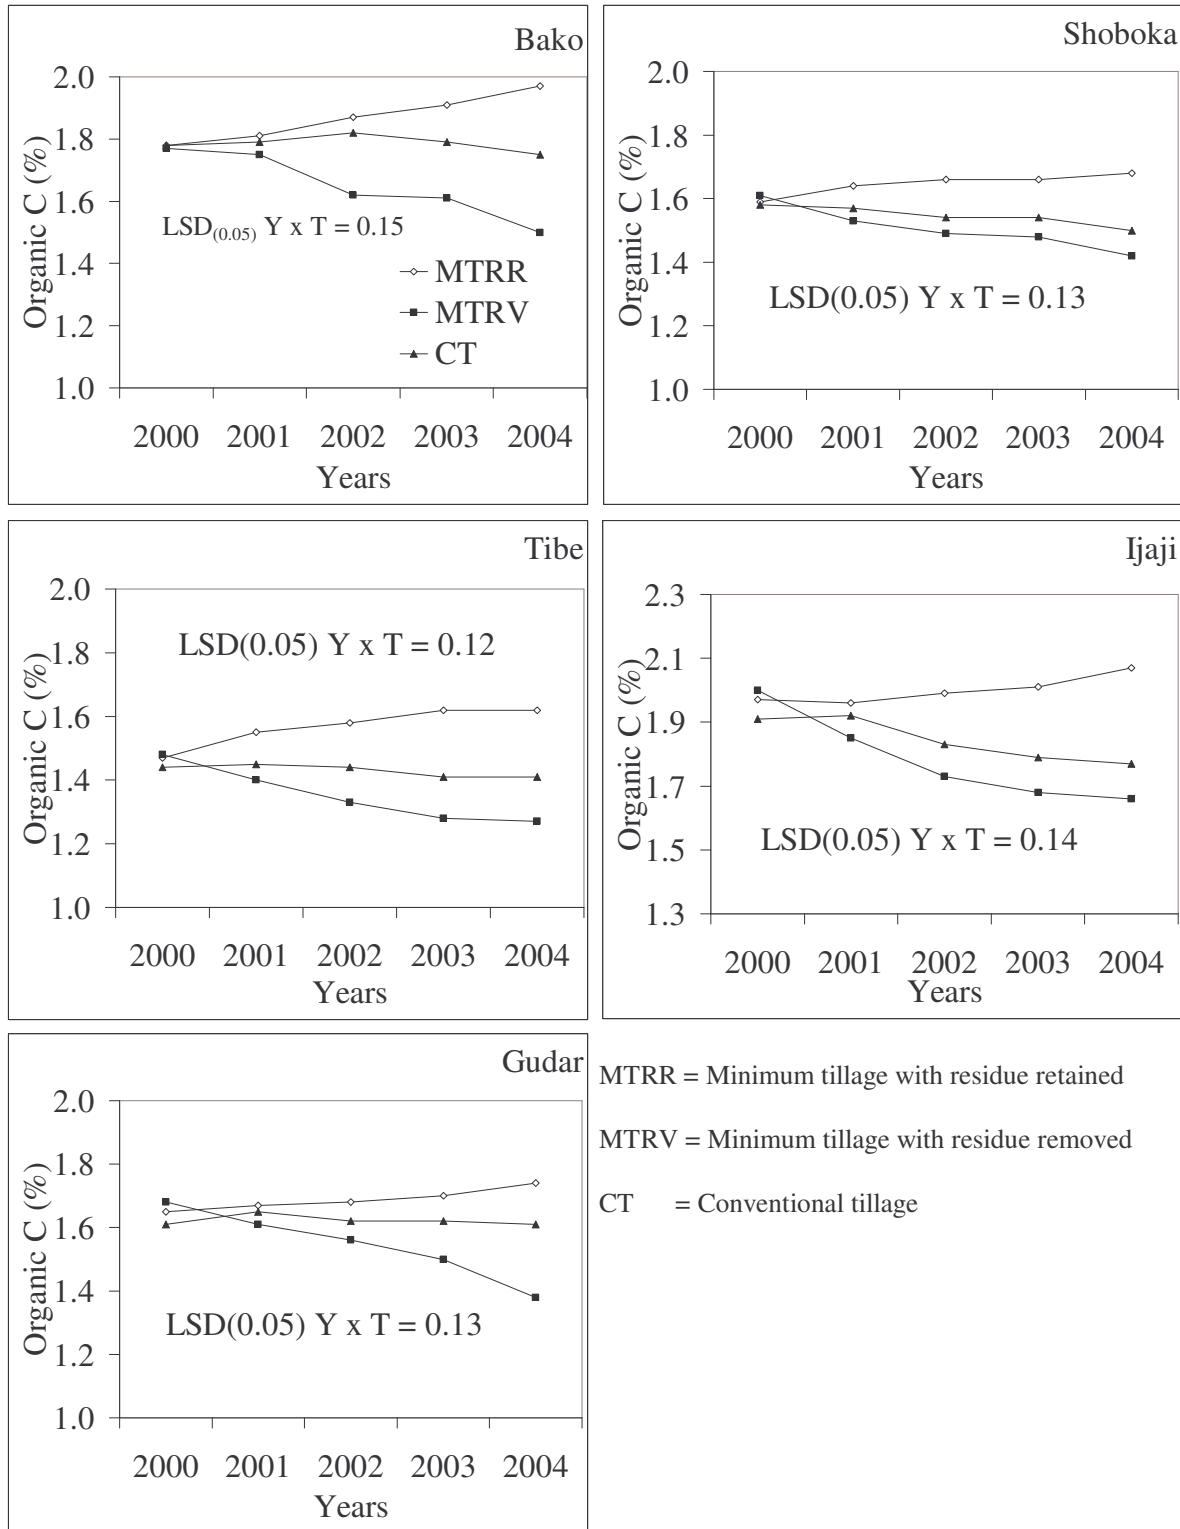 Bako
2.0
1.8
1.6
1.4
1.2
1.0
Organic C (%)
LSD(0.05) Y x T = 0.15
MTRR
MTRV
CT
2000 2001 2002 2003 2004
Years
Shoboka
2.0
1.8
1.6
1.4
1.2
1.0
Organic C (%)
LSD(0.05) Y x T = 0.13
2000 2001 2002 2003 2004
Years
Tibe
2.0
1.8
1.6
1.4
1.2
1.0
Organic C (%)
LSD(0.05) Y x T = 0.12
2000 2001 2002 2003 2004
Years
Ijaji
2.3
2.1
1.9
1.7
1.5
1.3
Organic C (%)
LSD(0.05) Y x T = 0.14
2000 2001 2002 2003 2004
Years
Gudar
2.0
1.8
1.6
1.4
1.2
1.0
Organic C (%)
LSD(0.05) Y x T = 0.13
2000 2001 2002 2003 2004
Years
MTRR = Minimum tillage with residue retained
MTRV = Minimum tillage with residue removed
CT = Conventional tillage